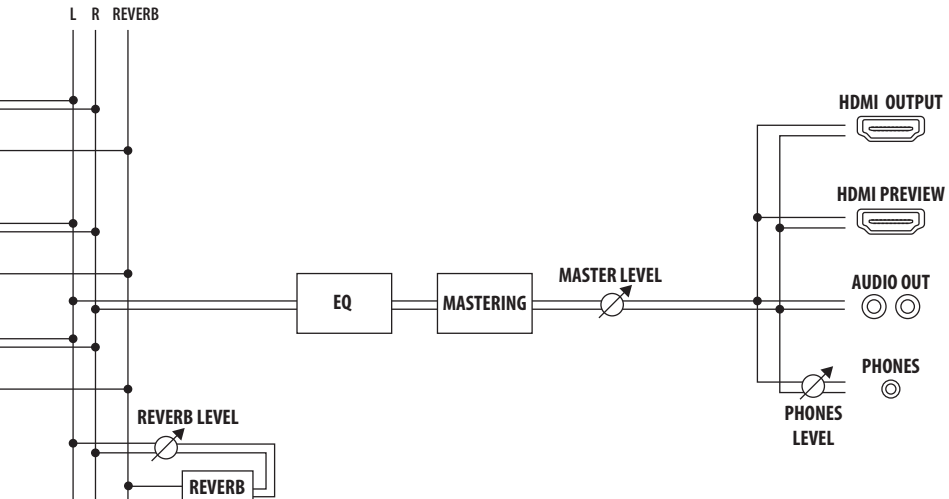 L R REVERB
HDMI OUTPUT
HDMI PREVIEW
MASTER LEVEL
AUDIO OUT
EQ
MASTERING
PHONES
PHONES
LEVEL
REVERB LEVEL
REVERB